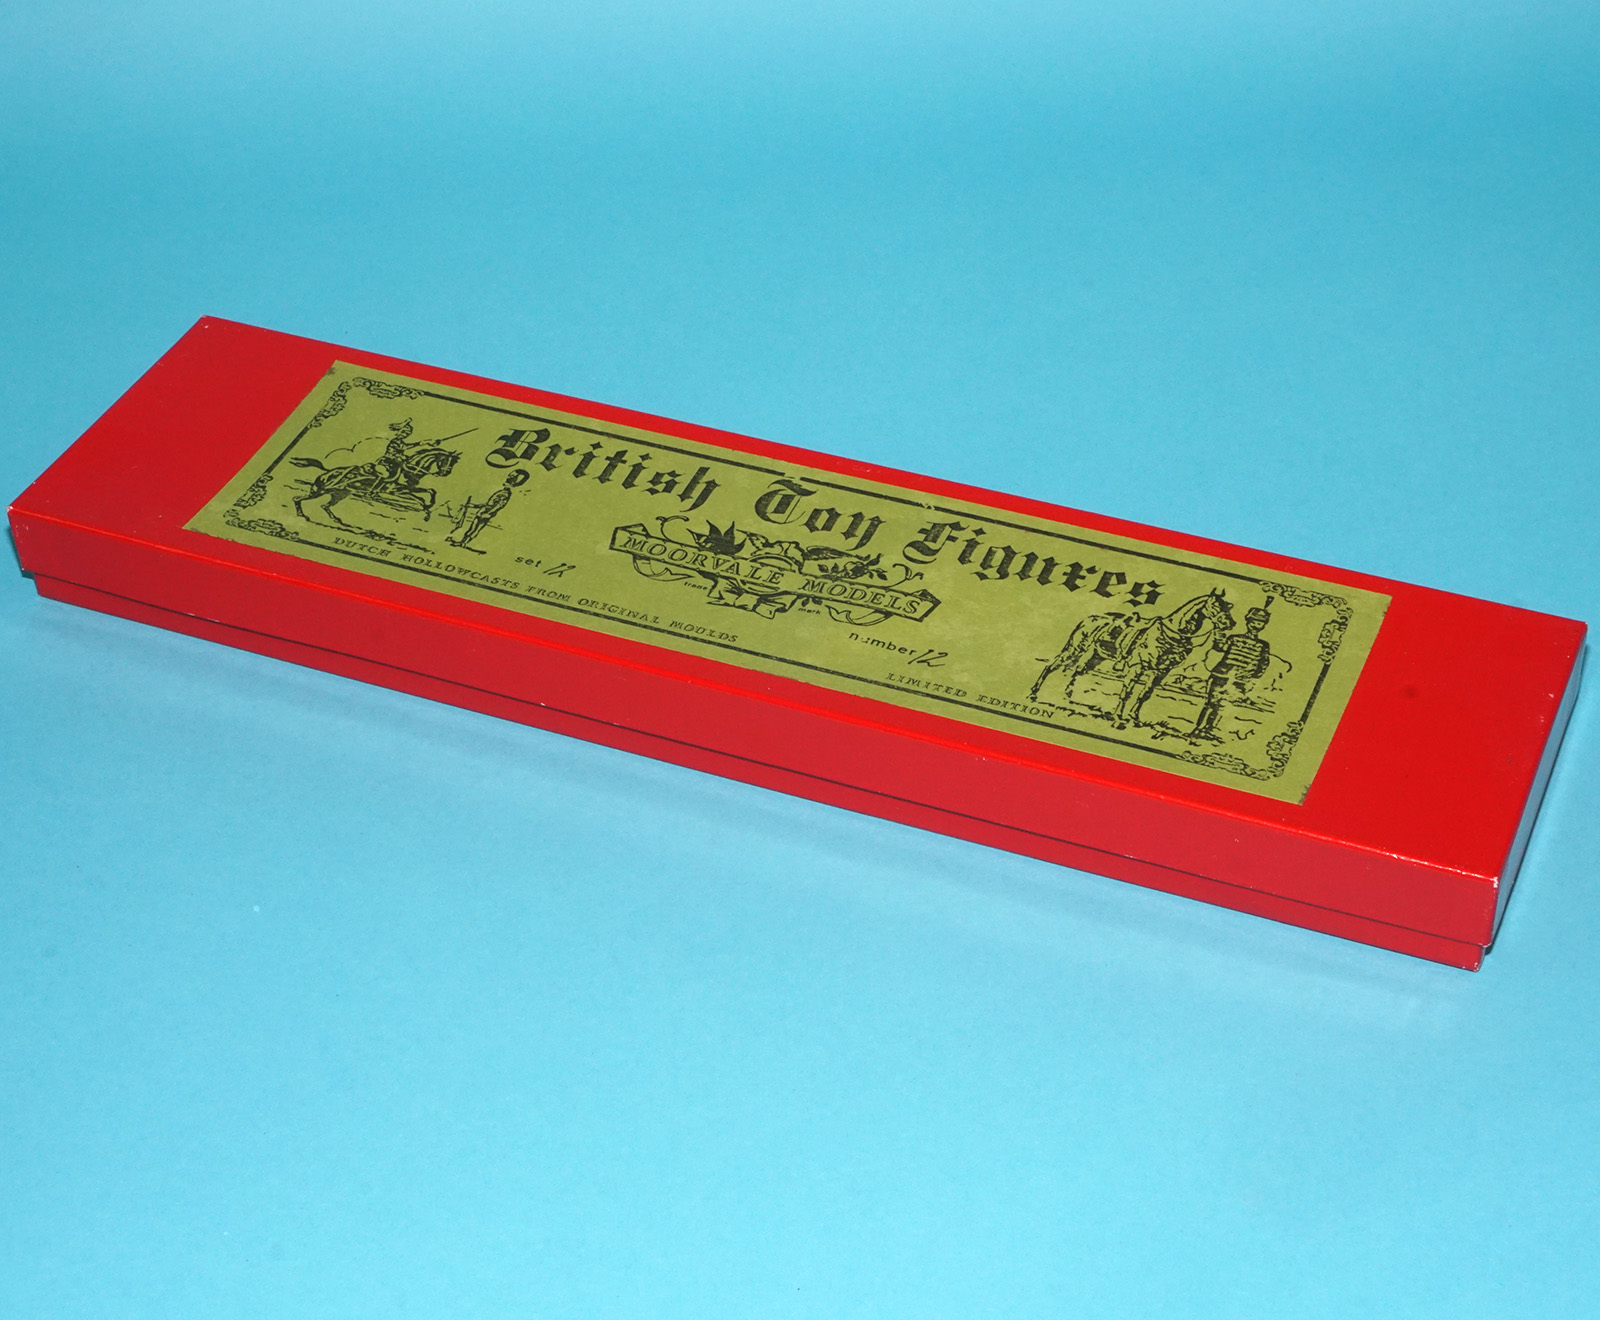 British Toy Figures
MOORVALE MODELS
trade mark
set 12
number 12
DUTCH HOLLOWCASTS FROM ORIGINAL MOULDS
LIMITED EDITION